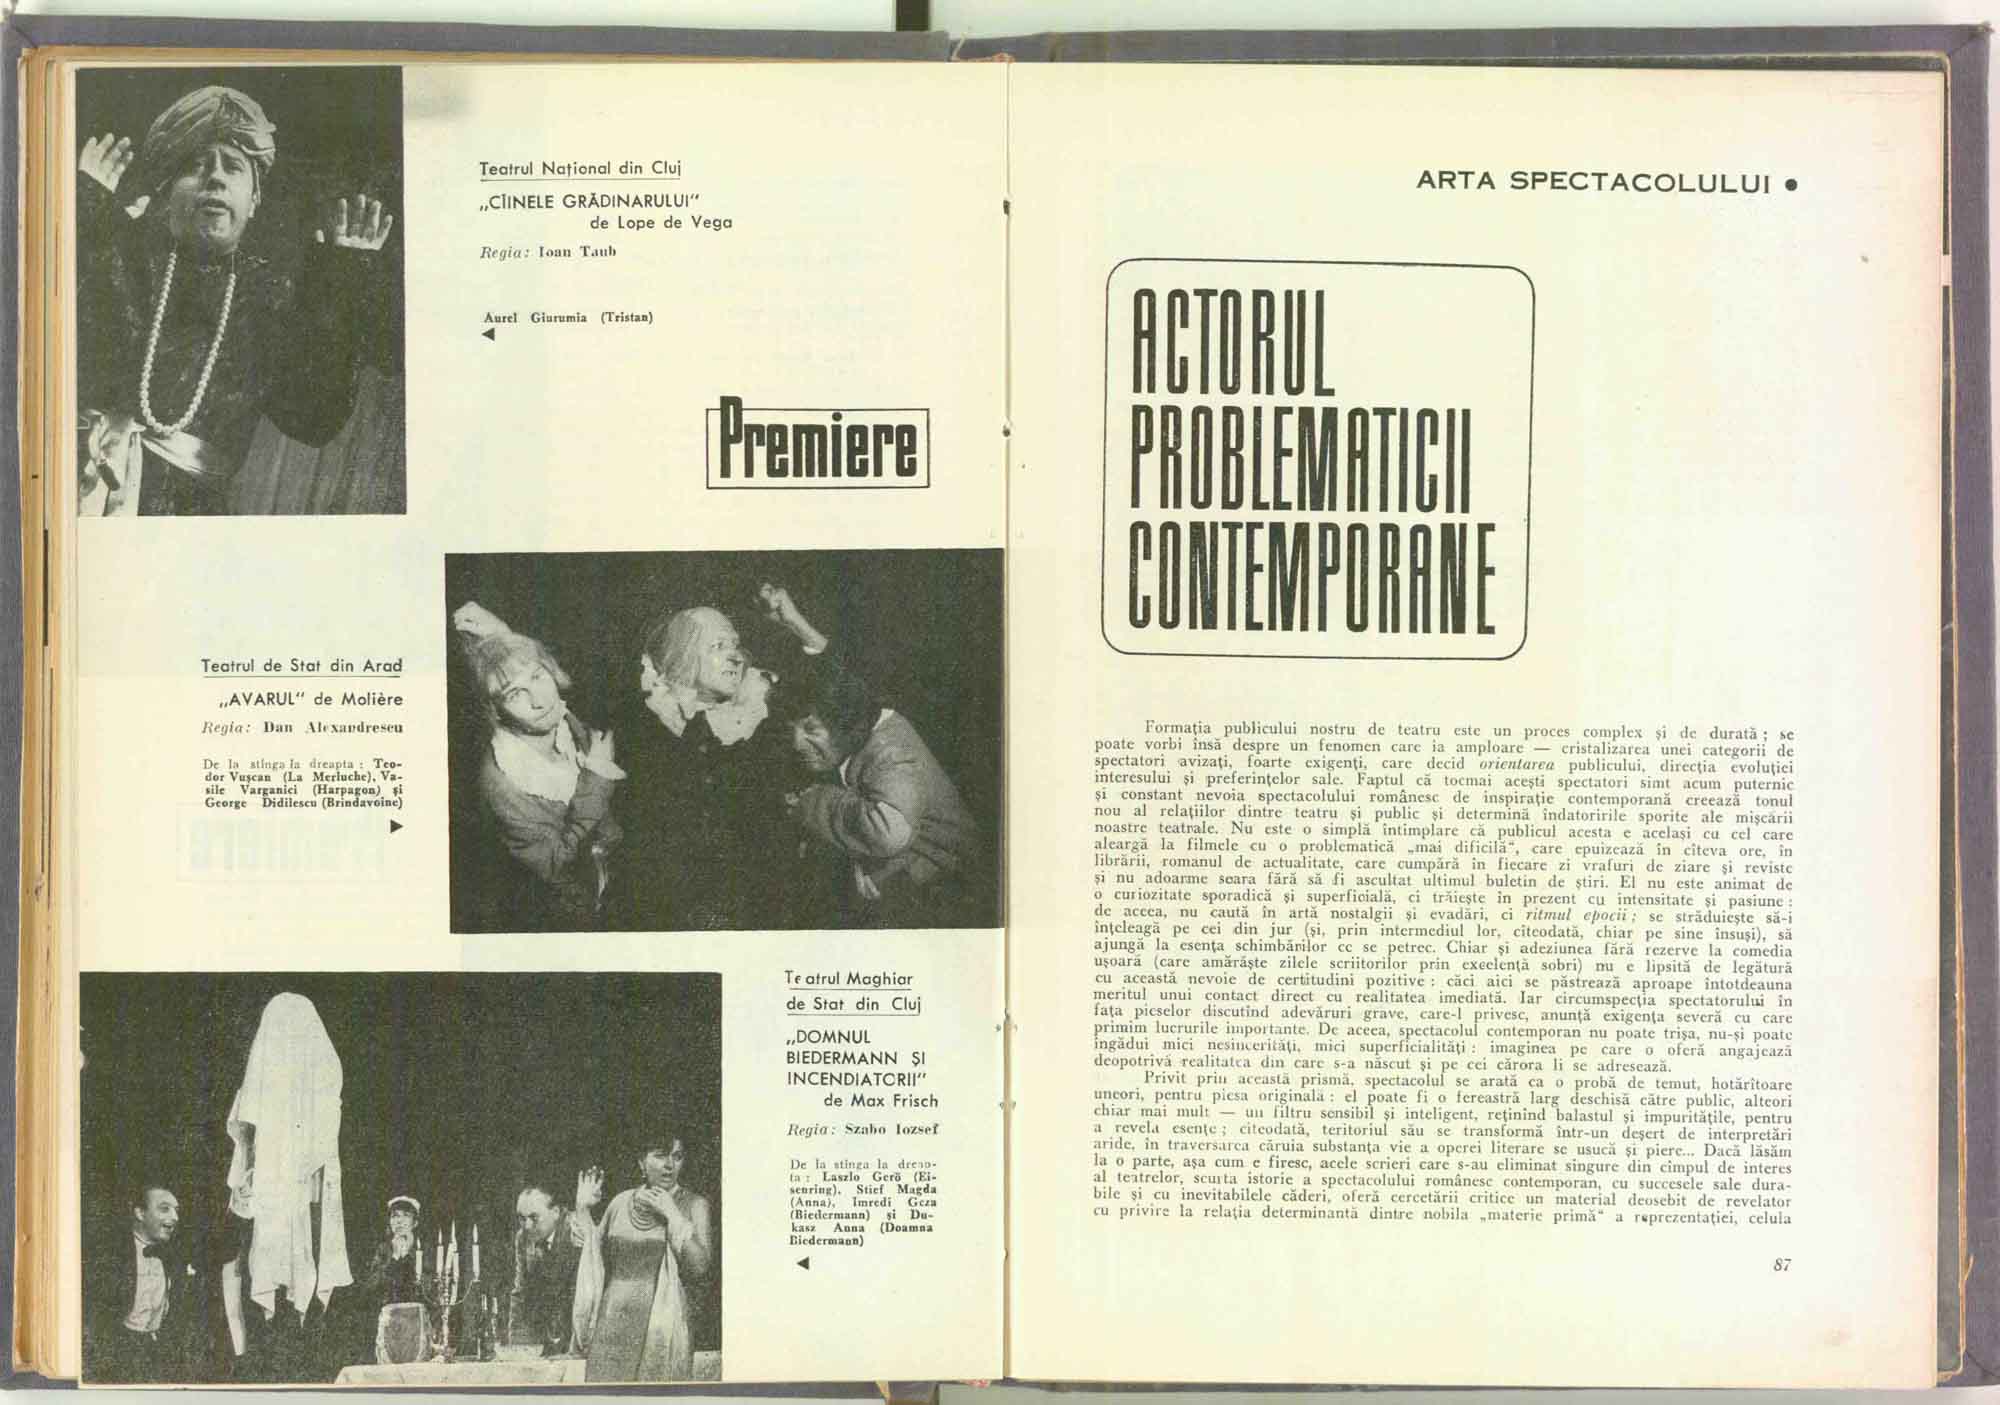 Teatrul Național din Cluj
„CÎINELE GRĂDINARULUI”
de Lope de Vega
Regia: Ioan Taub
Aurel Giurumia (Tristan)
Premiere
Teatrul de Stat din Arad
„AVARUL” de Molière
Regia: Dan Alexandrescu
De la stînga la dreapta : Teo-
dor Vușcan (La Merluche), Va-
sile Varganici (Harpagon) și
George Didilescu (Brindavoine)
Teatrul Maghiar
de Stat din Cluj
„DOMNUL
BIEDERMANN ȘI
INCENDIATORII”
de Max Frisch
Regia: Szabo Iozsef
De la stînga la dreap-
ta : Laszlo Gerö (Ei-
senring), Stief Magda
(Anna), Imredi Geza
(Biedermann) și Du-
kasz Anna (Doamna
Biedermann)
ARTA SPECTACOLULUI ●
ACTORUL
PROBLEMATICII
CONTEMPORANE
Formația publicului nostru de teatru este un proces complex și de durată ; se
poate vorbi însă despre un fenomen care ia amploare — cristalizarea unei categorii de
spectatori avizați, foarte exigenți, care decid orientarea publicului, direcția evoluției
interesului și preferințelor sale. Faptul că tocmai acești spectatori simt acum puternic
și constant nevoia spectacolului românesc de inspirație contemporană creează tonul
nou al relațiilor dintre teatru și public și determină îndatoririle sporite ale mișcării
noastre teatrale. Nu este o simplă întîmplare că publicul acesta e același cu cel care
aleargă la filmele cu o problematică „mai dificilă“, care epuizează în cîteva ore, în
librării, romanul de actualitate, care cumpără în fiecare zi vrafuri de ziare și reviste
și nu adoarme seara fără să fi ascultat ultimul buletin de știri. El nu este animat de
o curiozitate sporadică și superficială, ci trăiește în prezent cu intensitate și pasiune :
de aceea, nu caută în artă nostalgii și evadări, ci ritmul epocii ; se străduiește să-i
înțeleagă pe cei din jur (și, prin intermediul lor, cîteodată, chiar pe sine însuși), să
ajungă la esența schimbărilor ce se petrec. Chiar și adeziunea fără rezerve la comedia
ușoară (care amărăște zilele scriitorilor prin excelență sobri) nu e lipsită de legătură
cu această nevoie de certitudini pozitive : căci aici se păstrează aproape întotdeauna
meritul unui contact direct cu realitatea imediată. Iar circumspecția spectatorului în
fața pieselor discutînd adevăruri grave, care-l privesc, anunță exigența severă cu care
primim lucrurile importante. De aceea, spectacolul contemporan nu poate trișa, nu-și poate
îngădui mici nesincerități, mici superficialități : imaginea pe care o oferă angajează
deopotrivă realitatea din care s-a născut și pe cei cărora li se adresează.
Privit prin această prismă, spectacolul se arată ca o probă de temut, hotărîtoare
uneori, pentru piesa originală : el poate fi o fereastră larg deschisă către public, alteori
chiar mai mult — un filtru sensibil și inteligent, reținînd balastul și impuritățile, pentru
a revela esențe ; cîteodată, teritoriul său se transformă într-un deșert de interpretări
aride, în traversarea căruia substanța vie a operei literare se usucă și piere... Dacă lăsăm
la o parte, așa cum e firesc, acele scrieri care s-au eliminat singure din cîmpul de interes
al teatrelor, scurta istorie a spectacolului românesc contemporan, cu succesele sale dura-
bile și cu inevitabilele căderi, oferă cercetării critice un material deosebit de revelator
cu privire la relația determinantă dintre nobila „materie primă“ a reprezentației, celula
87